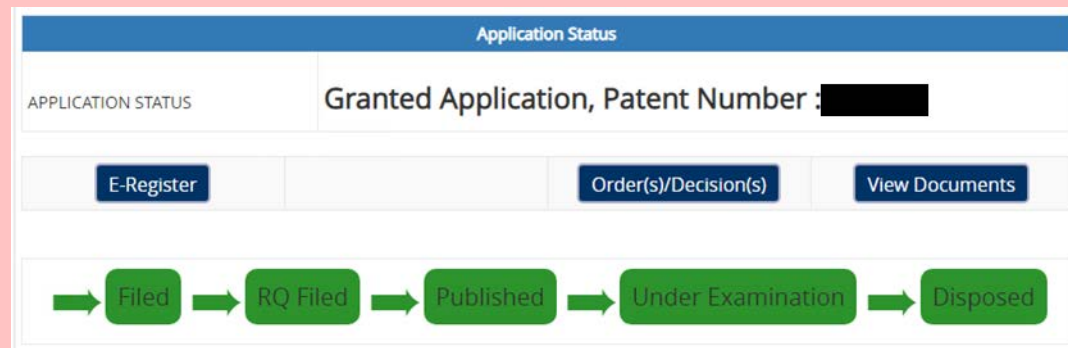 Application Status
APPLICATION STATUS
Granted Application, Patent Number :
E-Register
Order(s)/Decision(s)
View Documents
Filed
RQ Filed
Published
Under Examination
Disposed